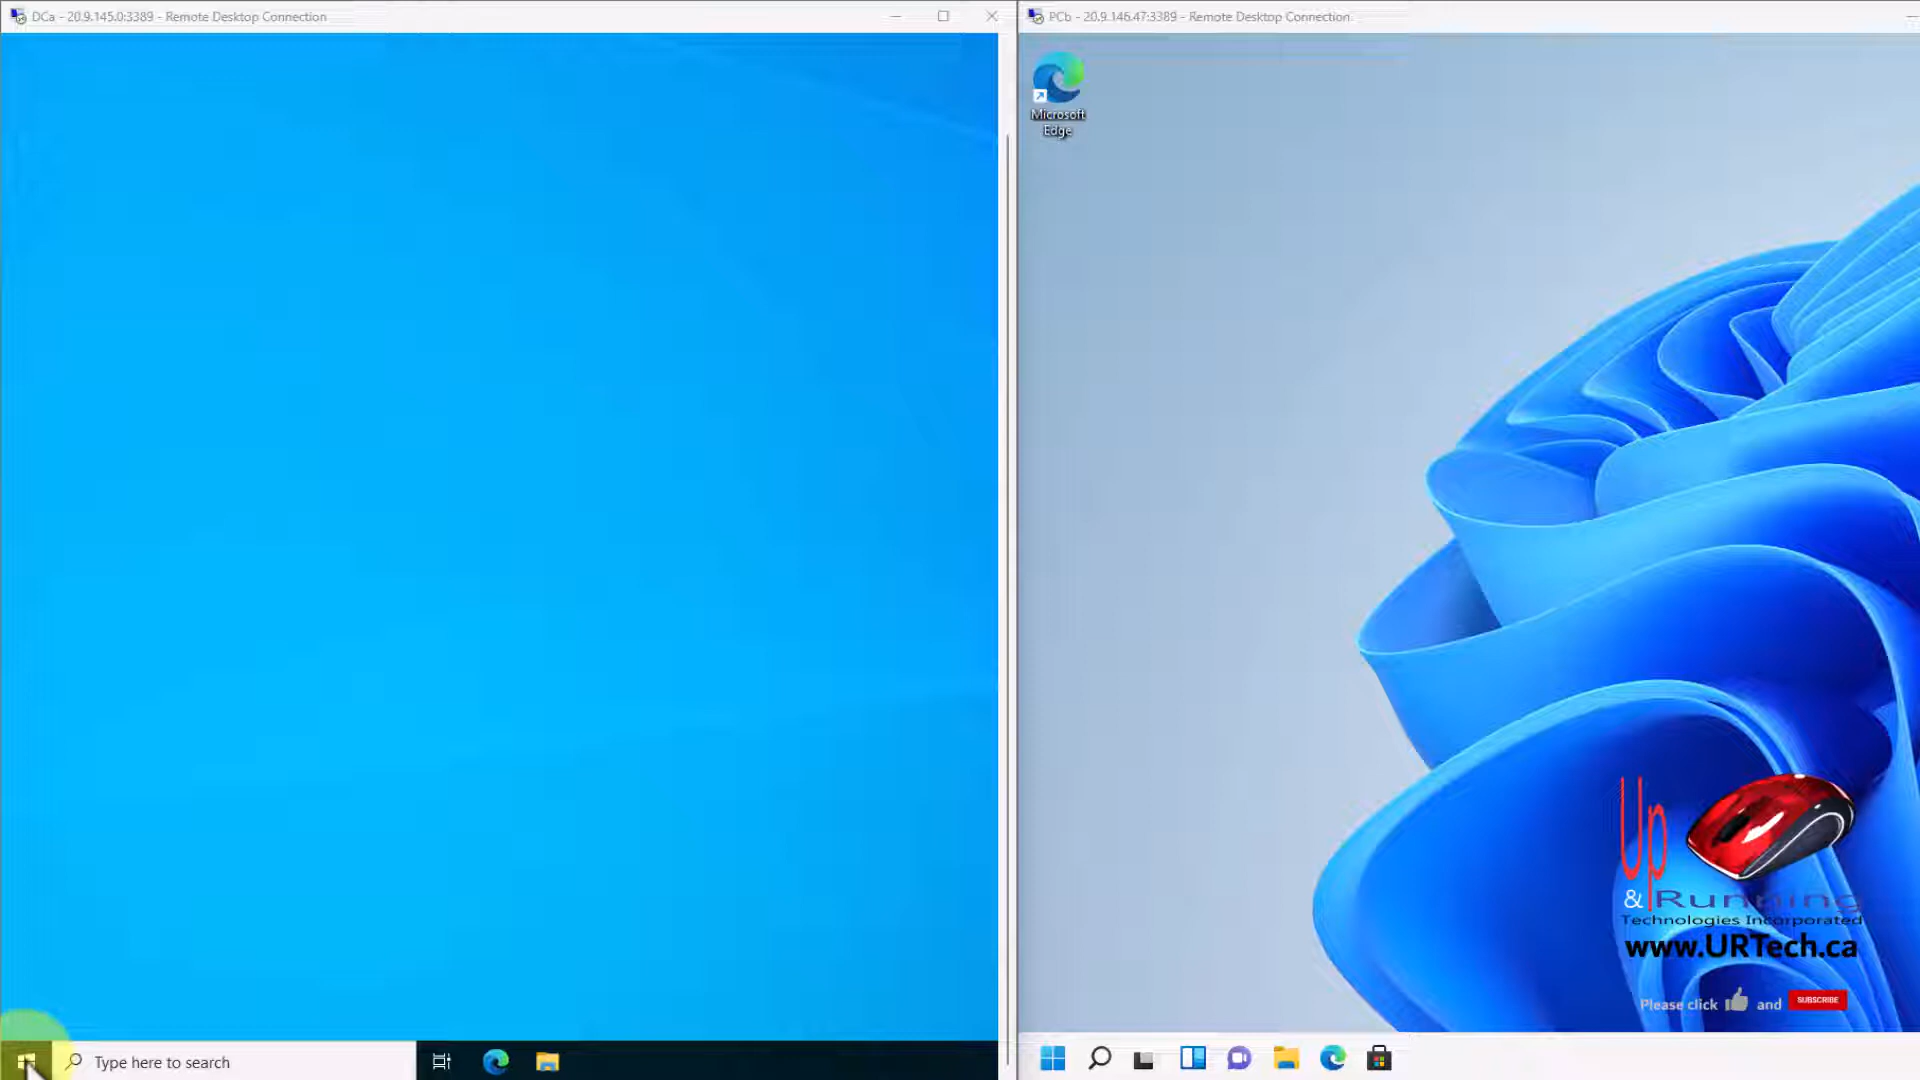 DCa - 20.9.145.0:3389 - Remote Desktop Connection
PCb - 20.9.146.47:3389 - Remote Desktop Connection
Microsoft
Edge
Up
& Running
Technologies Incorporated
www.URTech.ca
Please click and SUBSCRIBE
Type here to search